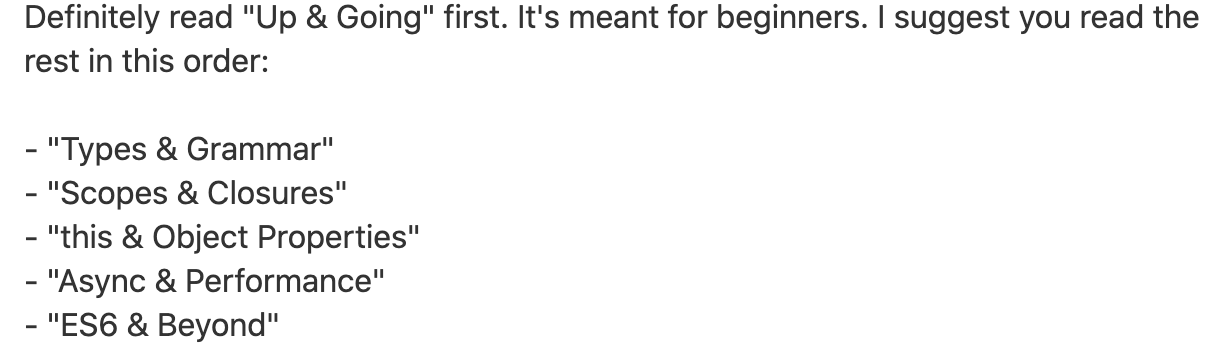 Definitely read "Up & Going" first. It's meant for beginners. I suggest you read the
rest in this order:
- "Types & Grammar"
- "Scopes & Closures"
- "this & Object Properties"
- "Async & Performance"
- "ES6 & Beyond"